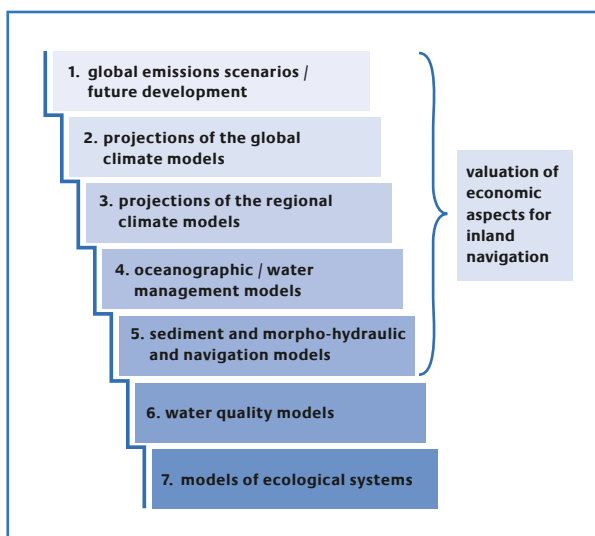 1. global emissions scenarios /
future development
2. projections of the global
climate models
3. projections of the regional
climate models
4. oceanographic / water
management models
5. sediment and morpho-hydraulic
and navigation models
6. water quality models
7. models of ecological systems
valuation of
economic
aspects for
inland
navigation